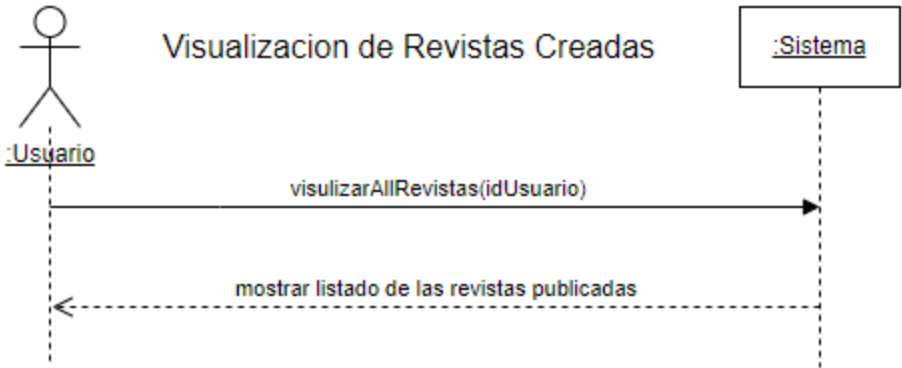 Visualizacion de Revistas Creadas
:Sistema
:Usuario
visulizarAllRevistas(idUsuario)
mostrar listado de las revistas publicadas